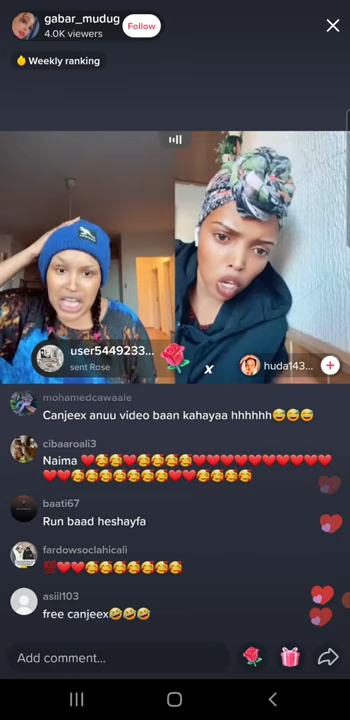 gabar_mudug
4.0K viewers
Follow
Weekly ranking
user5449233...
sent Rose
x
huda143...
mohamedcawaale
Canjeex anuu video baan kahayaa hhhhhh😅😅😅
cibaaroali3
Naima ❤️🥰🥰❤️🥰🥰🥰🥰❤️❤️❤️❤️❤️❤️❤️❤️❤️❤️
❤️❤️🥰🥰🥰🥰🥰🥰🥰❤️❤️🥰🥰🥰🥰
baati67
Run baad heshayfa
fardowsoclahicali
💯❤️❤️🥰🥰🥰🥰🥰🥰🥰
asiil103
free canjeex🤣🤣🤣
Add comment...